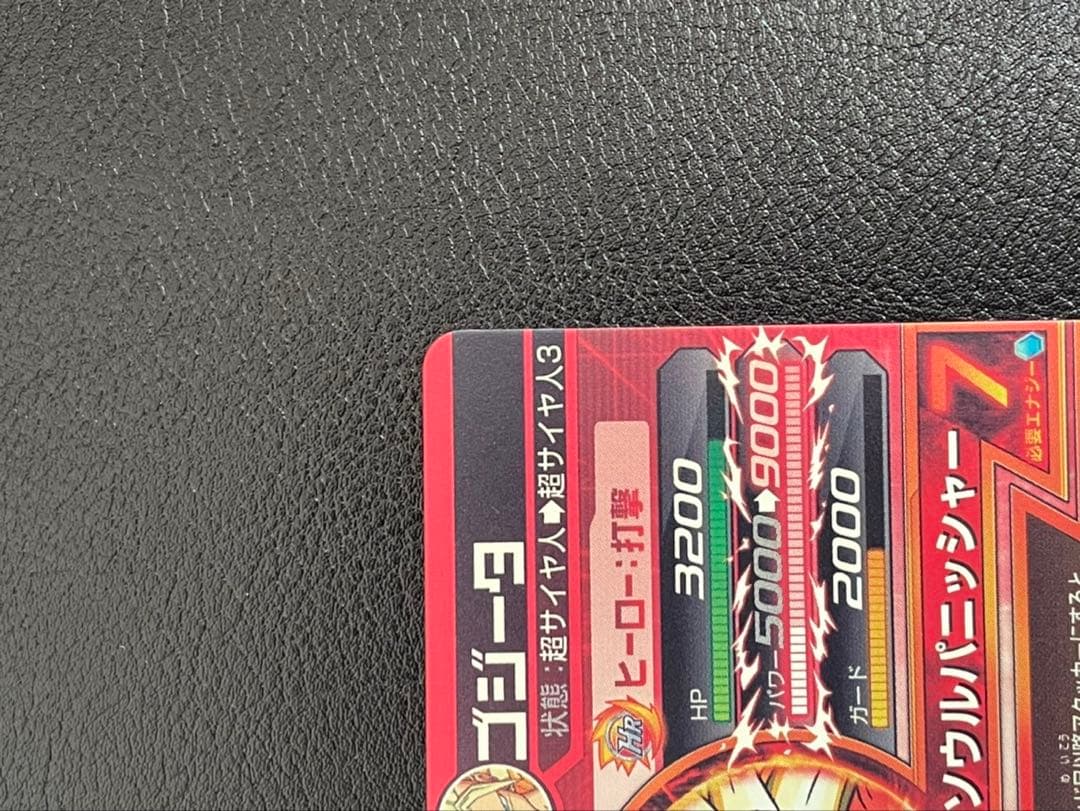 ゴジータ
状態：超サイヤ人➡超サイヤ人3
HR ヒーロー：打撃
HP 3200
パワー 5000➡9000
ガード 2000
ソウルパニッシャー
7
必要エナジー